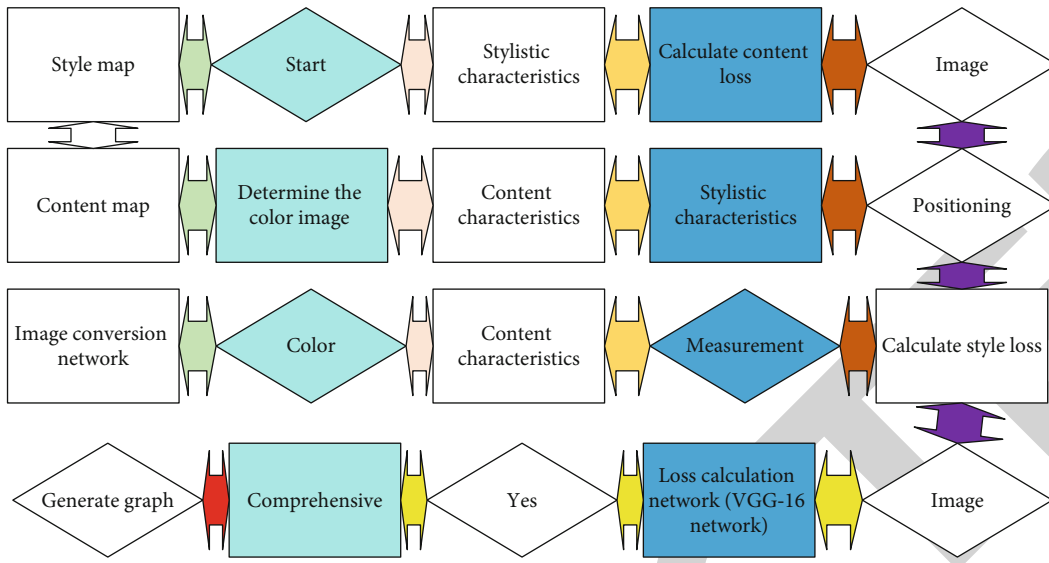 Style map
Start
Stylistic
characteristics
Calculate content
loss
Image
Content map
Determine the
color image
Content
characteristics
Stylistic
characteristics
Positioning
Image conversion
network
Color
Content
characteristics
Measurement
Calculate style loss
Generate graph
Comprehensive
Yes
Loss calculation
network (VGG-16
network)
Image